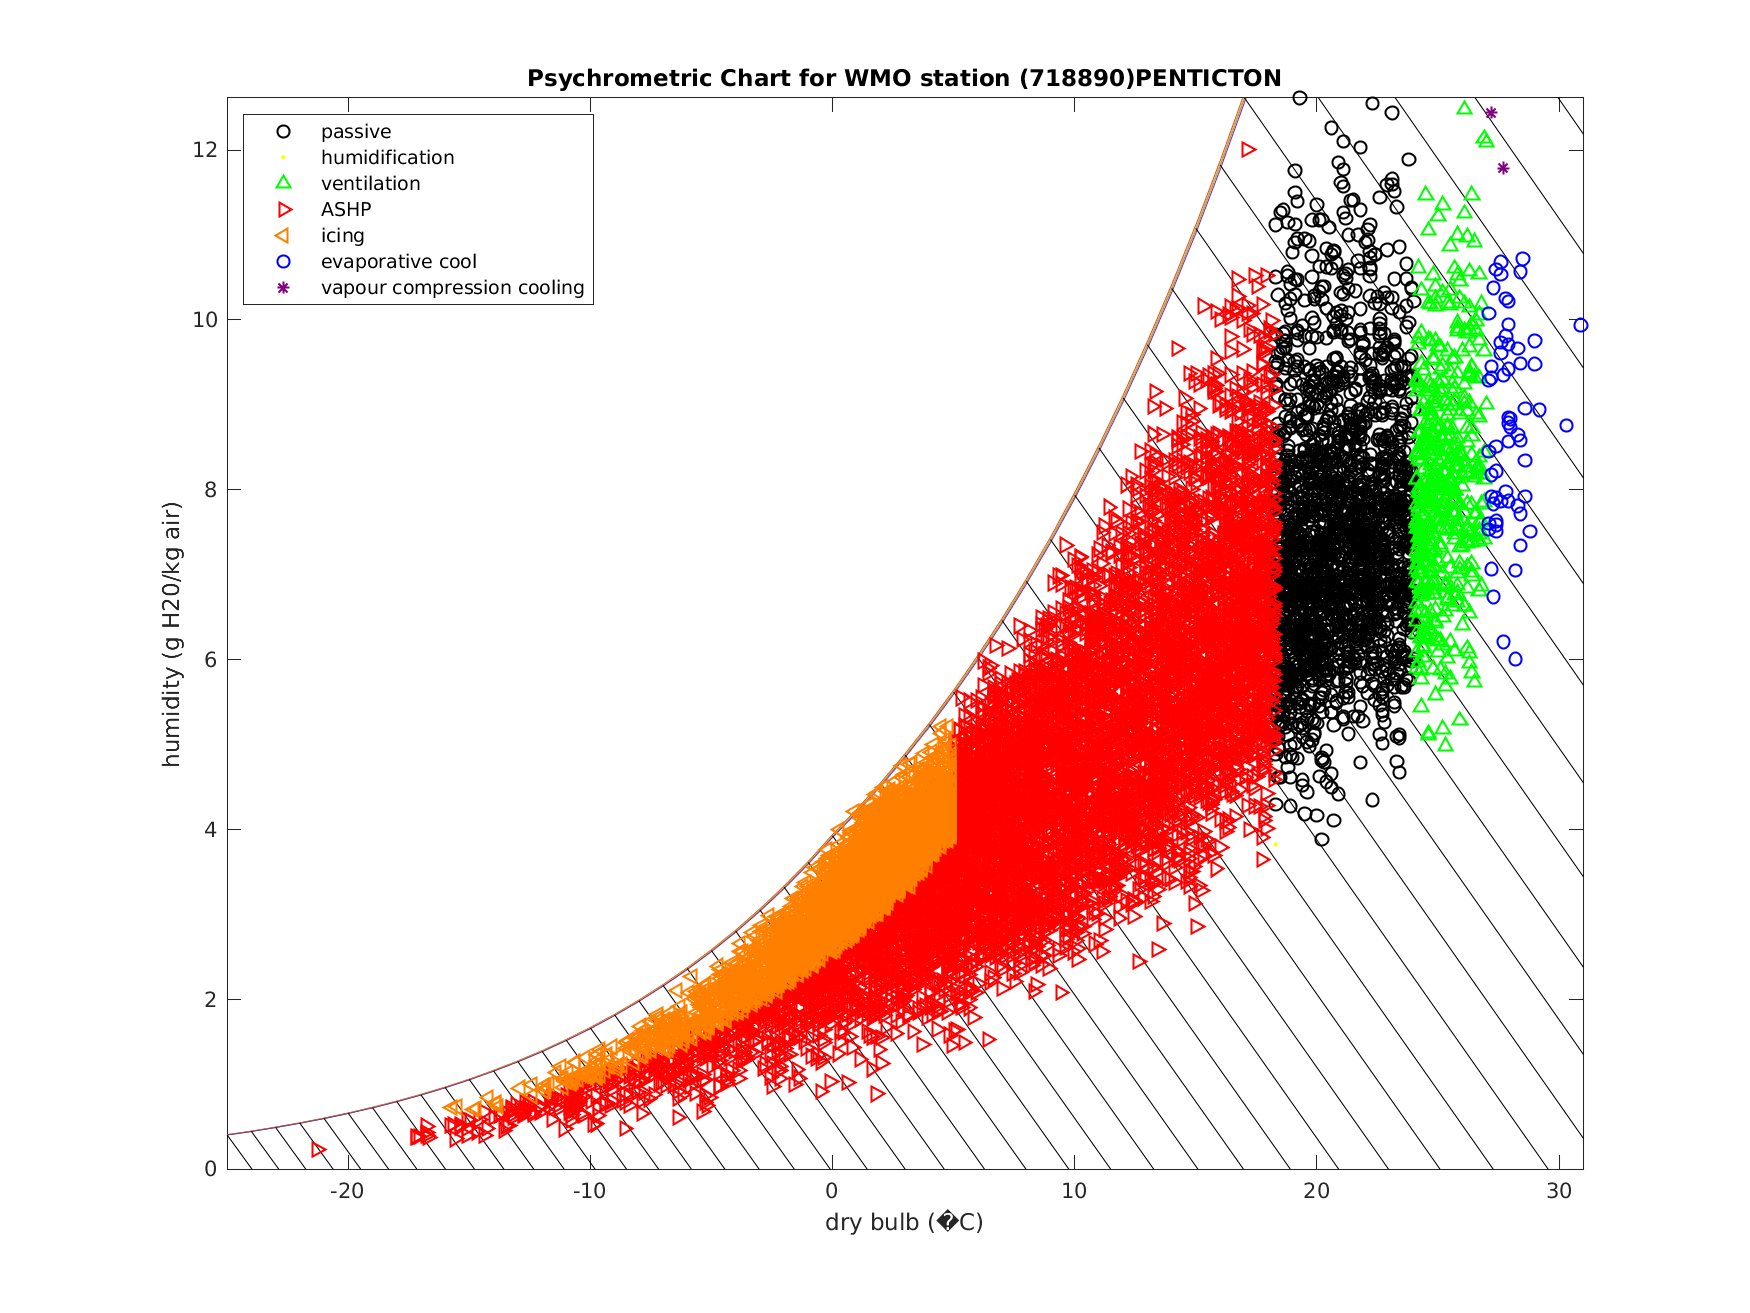 Psychrometric Chart for WMO station (718890)PENTICTON
passive
humidification
ventilation
ASHP
icing
evaporative cool
vapour compression cooling
humidity (g H20/kg air)
12
10
8
6
4
2
0
-20 -10 0 10 20 30
dry bulb (�C)